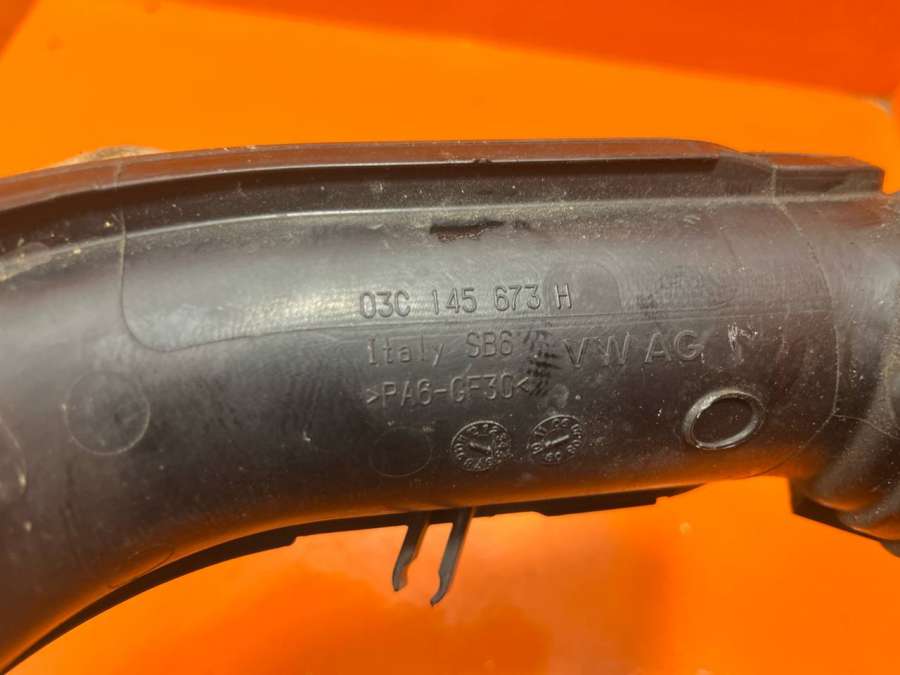 03C 145 673 H
Italy SB6 VW AG
>PA6-GF30<